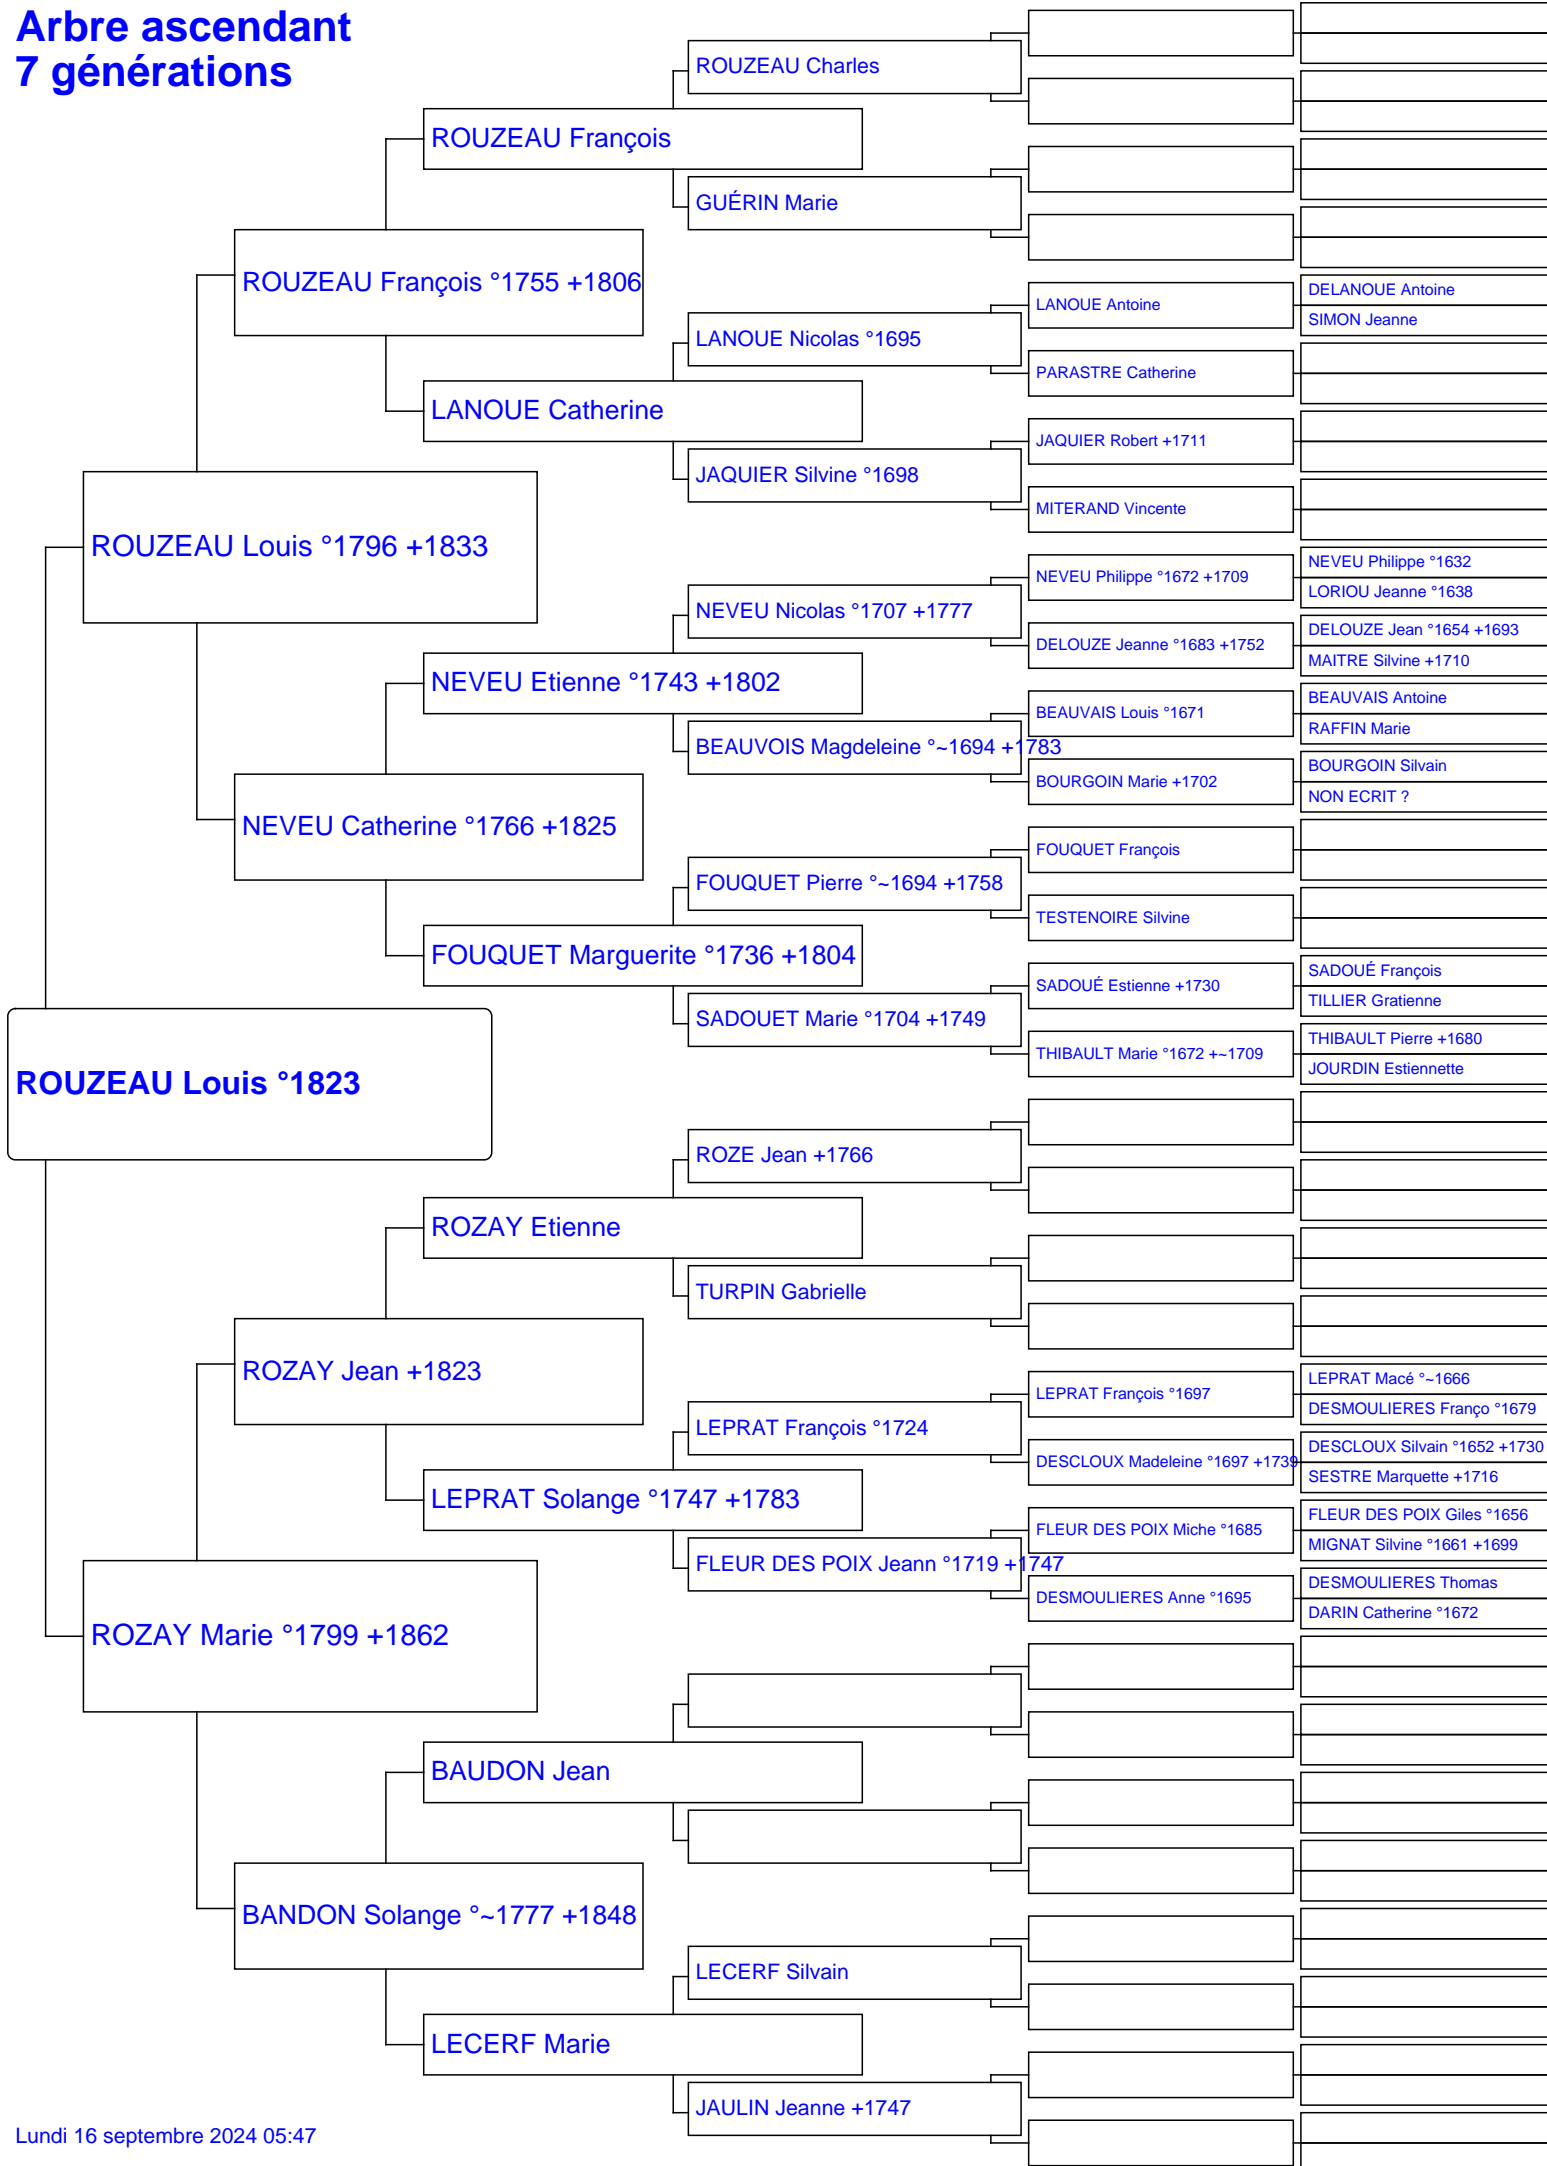 Arbre ascendant
7 générations
ROUZEAU Charles
ROUZEAU François
GUÉRIN Marie
ROUZEAU François °1755 +1806
DELANOUE Antoine
LANOUE Antoine
SIMON Jeanne
LANOUE Nicolas °1695
PARASTRE Catherine
LANOUE Catherine
JAQUIER Robert +1711
JAQUIER Silvine °1698
MITERAND Vincente
ROUZEAU Louis °1796 +1833
NEVEU Philippe °1632
NEVEU Philippe °1672 +1709
LORIOU Jeanne °1638
NEVEU Nicolas °1707 +1777
DELOUZE Jean °1654 +1693
DELOUZE Jeanne °1683 +1752
MAITRE Silvine +1710
NEVEU Etienne °1743 +1802
BEAUVAIS Antoine
BEAUVAIS Louis °1671
RAFFIN Marie
BEAUVOIS Magdeleine °~1694 +1783
BOURGOIN Silvain
BOURGOIN Marie +1702
NON ECRIT ?
NEVEU Catherine °1766 +1825
FOUQUET François
FOUQUET Pierre °~1694 +1758
TESTENOIRE Silvine
FOUQUET Marguerite °1736 +1804
SADOUÉ François
SADOUÉ Estienne +1730
TILLIER Gratienne
SADOUET Marie °1704 +1749
THIBAULT Pierre +1680
THIBAULT Marie °1672 +~1709
JOURDIN Estiennette
ROUZEAU Louis °1823
ROZE Jean +1766
ROZAY Etienne
TURPIN Gabrielle
ROZAY Jean +1823
LEPRAT Macé °~1666
LEPRAT François °1697
DESMOULIERES Franço °1679
LEPRAT François °1724
DESCLOUX Silvain °1652 +1730
DESCLOUX Madeleine °1697 +1739
SESTRE Marquette +1716
LEPRAT Solange °1747 +1783
FLEUR DES POIX Giles °1656
FLEUR DES POIX Miche °1685
MIGNAT Silvine °1661 +1699
FLEUR DES POIX Jeann °1719 +1747
DESMOULIERES Thomas
DESMOULIERES Anne °1695
DARIN Catherine °1672
ROZAY Marie °1799 +1862
BAUDON Jean
BANDON Solange °~1777 +1848
LECERF Silvain
LECERF Marie
JAULIN Jeanne +1747
Lundi 16 septembre 2024 05:47